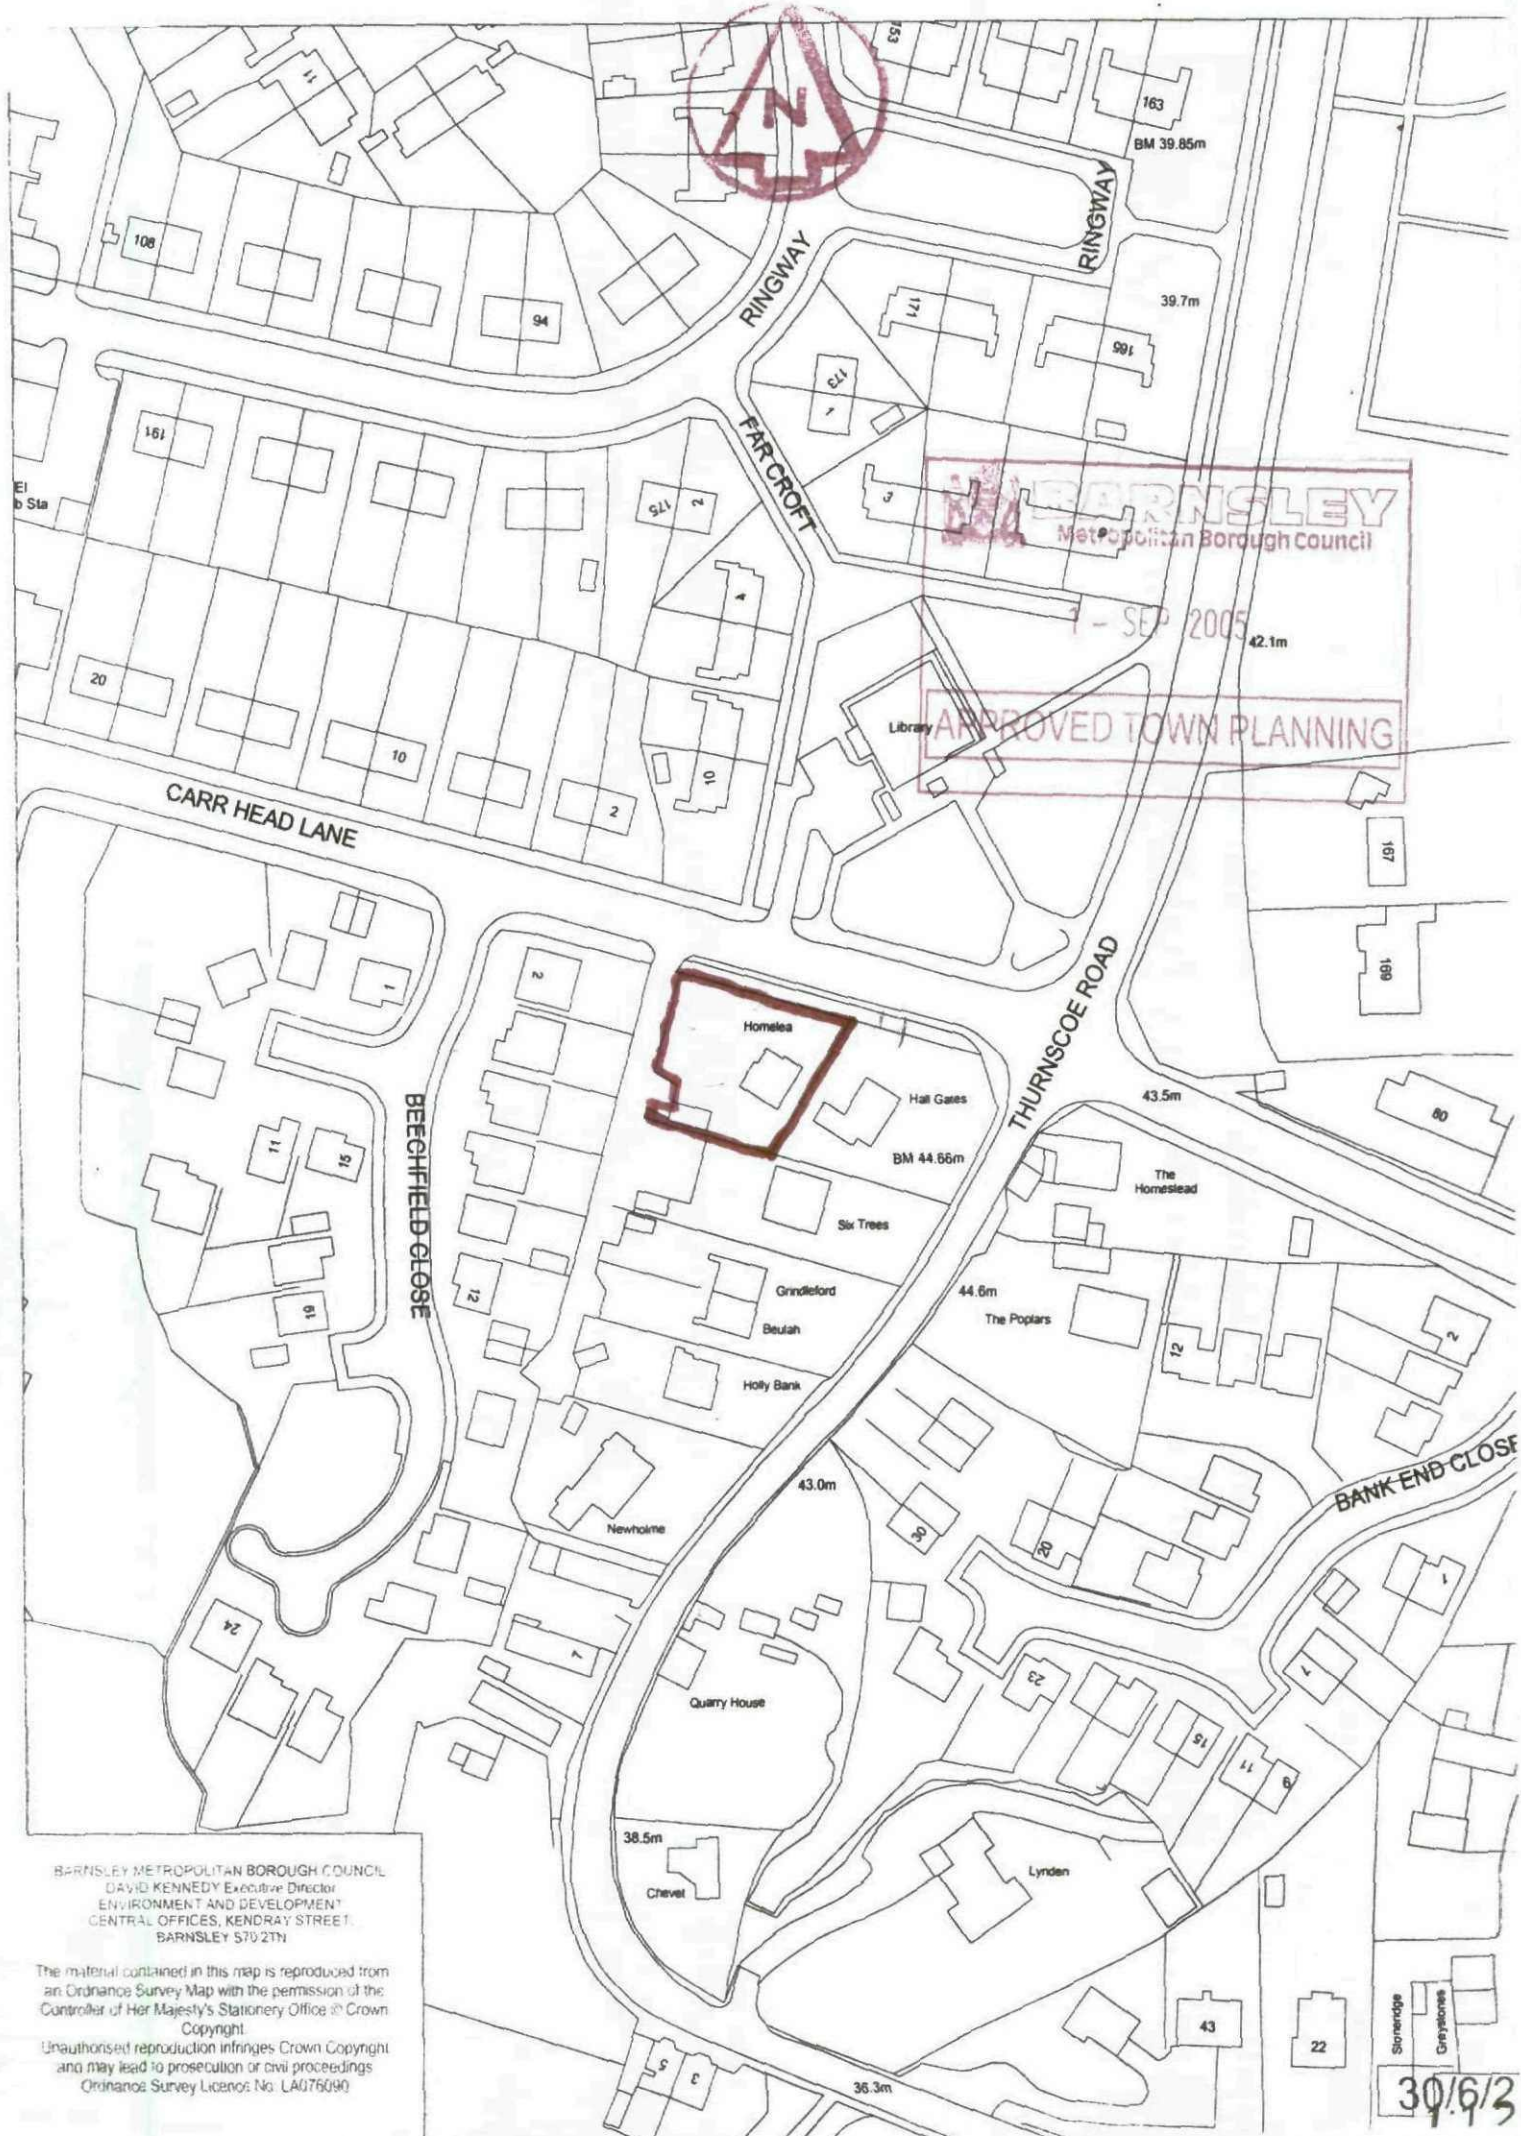 11
53
163
BM 39.85m
N
RINGWAY
108
RINGWAY
39.7m
94
171
165
173
1
191
FAR CROFT
El
b Sta
175
2
3
9
BARNSLEY
Metropolitan Borough Council
4
1 - SEP 2005
42.1m
20
Library
APPROVED TOWN PLANNING
10
10
2
CARR HEAD LANE
167
169
THURNSCOE ROAD
2
1
Homelea
Hall Gates
43.5m
80
BEECHFIELD CLOSE
11
15
BM 44.66m
The
Homestead
Six Trees
Grindleford
44.6m
12
19
Beulah
The Poplars
12
2
Holly Bank
43.0m
BANK END CLOSE
Newholme
30
20
1
24
7
7
23
Quarry House
15
11
9
38.5m
Chevel
Lynden
BARNSLEY METROPOLITAN BOROUGH COUNCIL
DAVID KENNEDY Executive Director
ENVIRONMENT AND DEVELOPMENT
CENTRAL OFFICES, KENDRAY STREET,
BARNSLEY S70 2TN
The material contained in this map is reproduced from
an Ordnance Survey Map with the permission of the
Controller of Her Majesty's Stationery Office © Crown
Copyright
Unauthorised reproduction infringes Crown Copyright
and may lead to prosecution or civil proceedings
Ordnance Survey Licence No: LA076090
43
22
Stoneridge
Greystones
5
3
36.3m
30/6/2